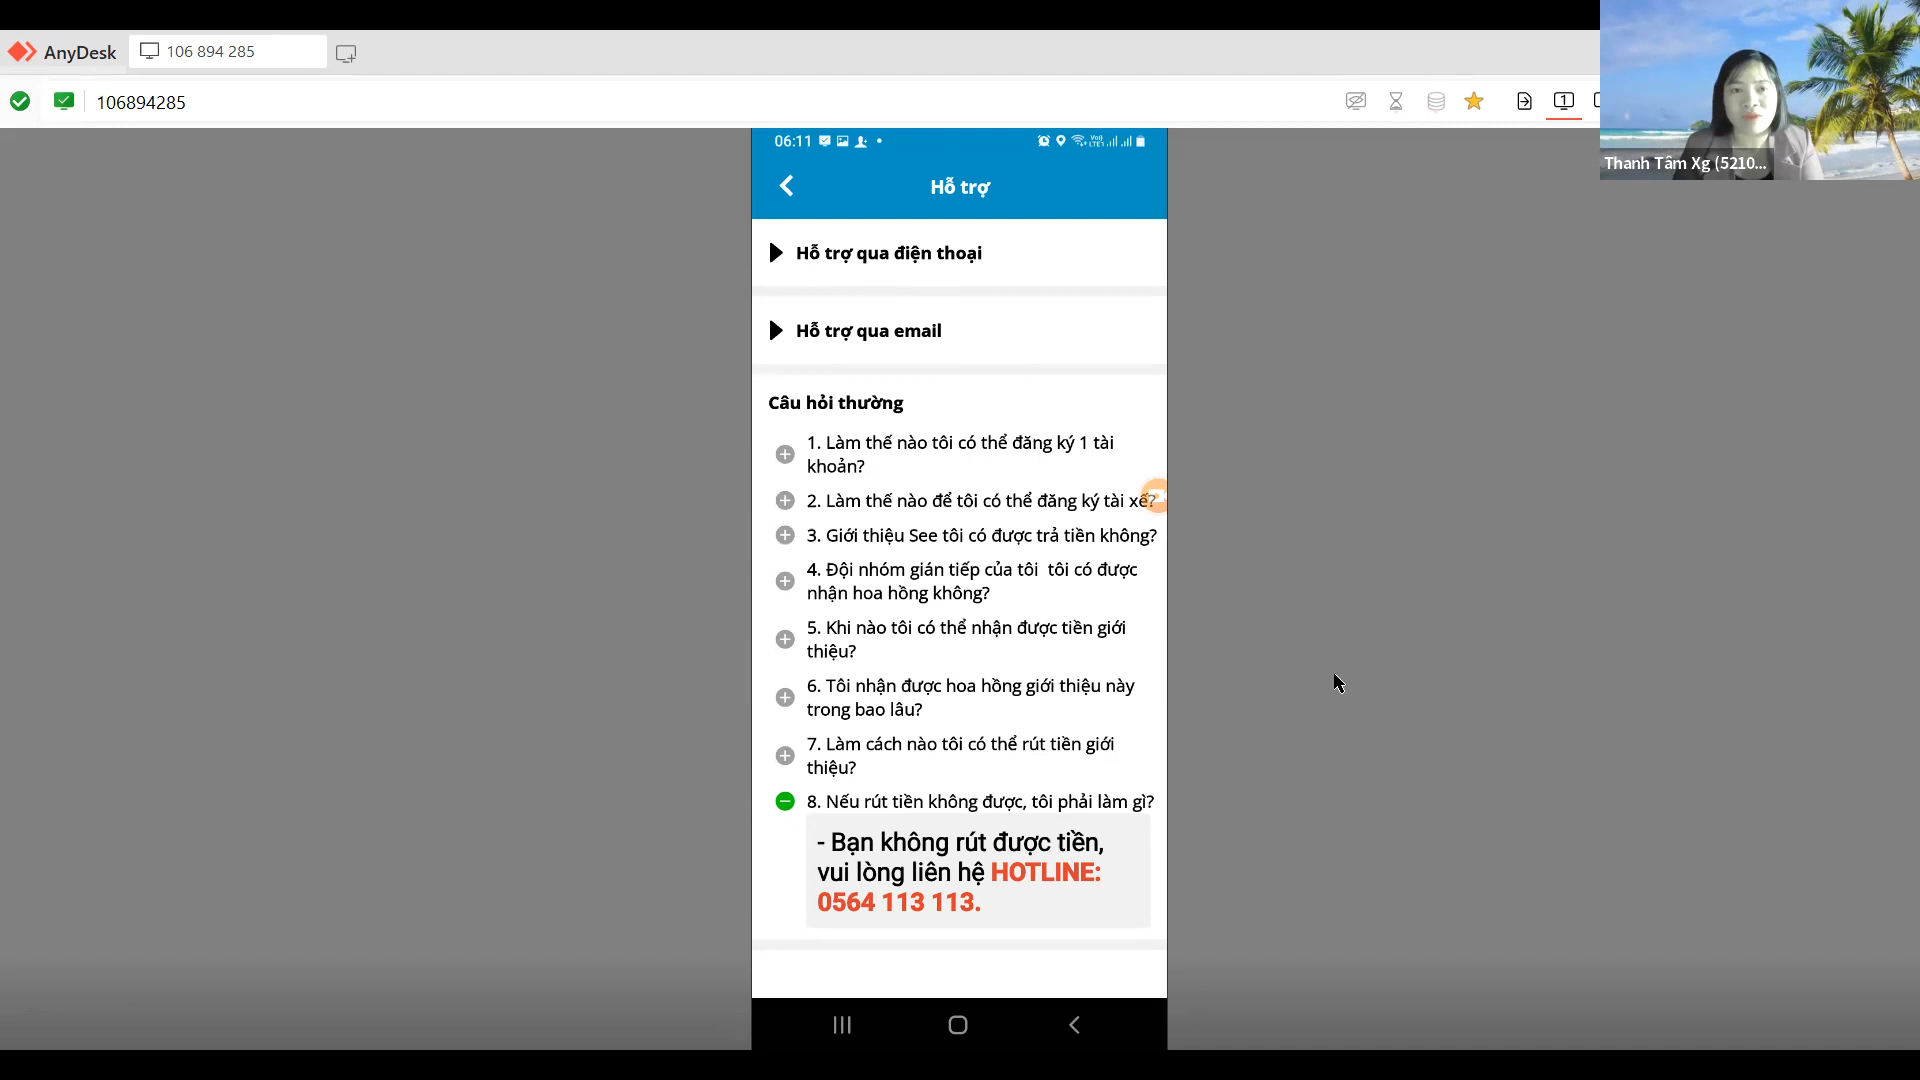 AnyDesk
106 894 285
106894285
1
Thanh Tâm Xg (5210...
06:11
Hỗ trợ
Hỗ trợ qua điện thoại
Hỗ trợ qua email
Câu hỏi thường
1. Làm thế nào tôi có thể đăng ký 1 tài
khoản?
2. Làm thế nào để tôi có thể đăng ký tài xế?
3. Giới thiệu See tôi có được trả tiền không?
4. Đội nhóm gián tiếp của tôi tôi có được
nhận hoa hồng không?
5. Khi nào tôi có thể nhận được tiền giới
thiệu?
6. Tôi nhận được hoa hồng giới thiệu này
trong bao lâu?
7. Làm cách nào tôi có thể rút tiền giới
thiệu?
8. Nếu rút tiền không được, tôi phải làm gì?
- Bạn không rút được tiền,
vui lòng liên hệ HOTLINE:
0564 113 113.